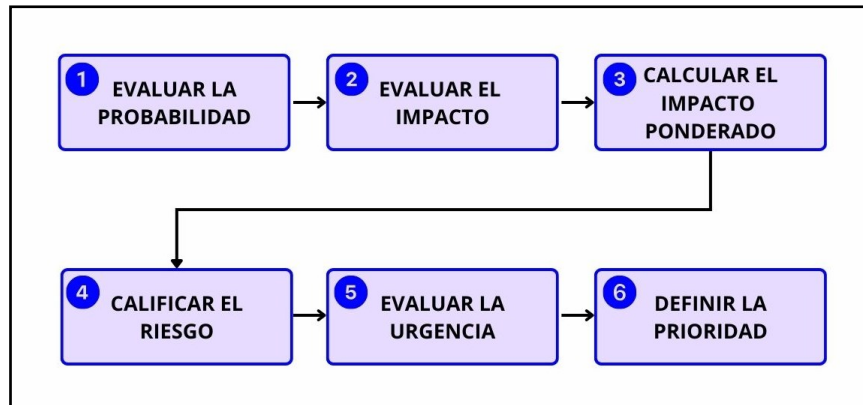 1
EVALUAR LA
PROBABILIDAD
2
EVALUAR EL
IMPACTO
3
CALCULAR EL
IMPACTO
PONDERADO
4
CALIFICAR EL
RIESGO
5
EVALUAR LA
URGENCIA
6
DEFINIR LA
PRIORIDAD